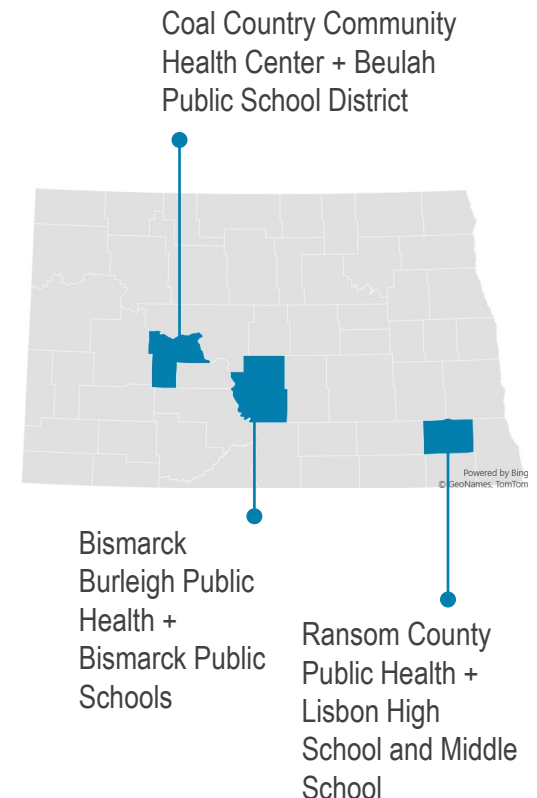 Coal Country Community
Health Center + Beulah
Public School District
Powered by Bing
© GeoNames, TomTom
Bismarck
Burleigh Public
Health +
Bismarck Public
Schools
Ransom County
Public Health +
Lisbon High
School and Middle
School